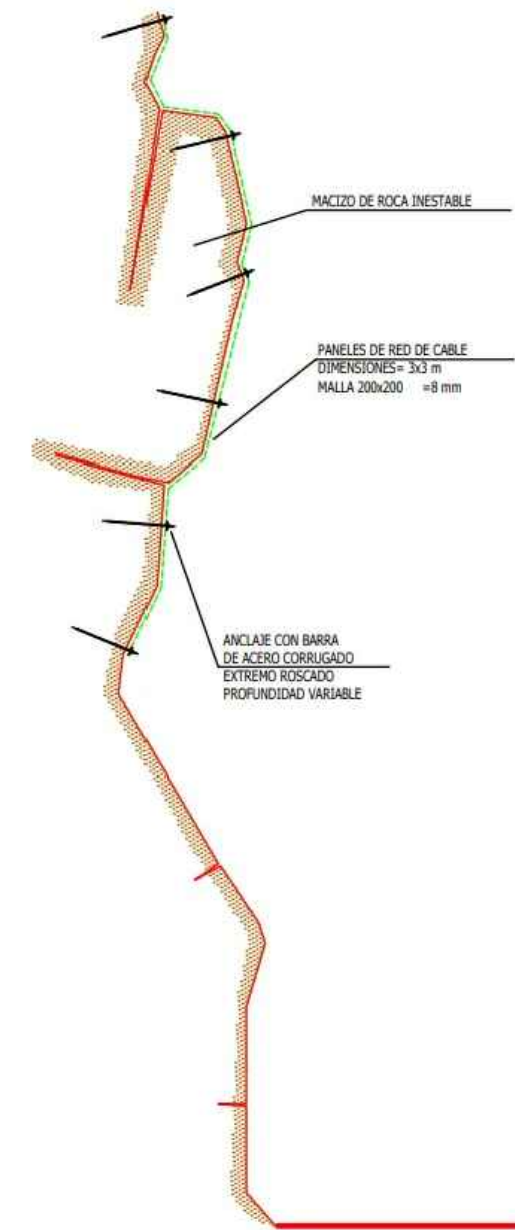 MACIZO DE ROCA INESTABLE
PANELES DE RED DE CABLE
DIMENSIONES= 3x3 m
MALLA 200x200 =8 mm
ANCLAJE CON BARRA
DE ACERO CORRUGADO
EXTREMO ROSCADO
PROFUNDIDAD VARIABLE